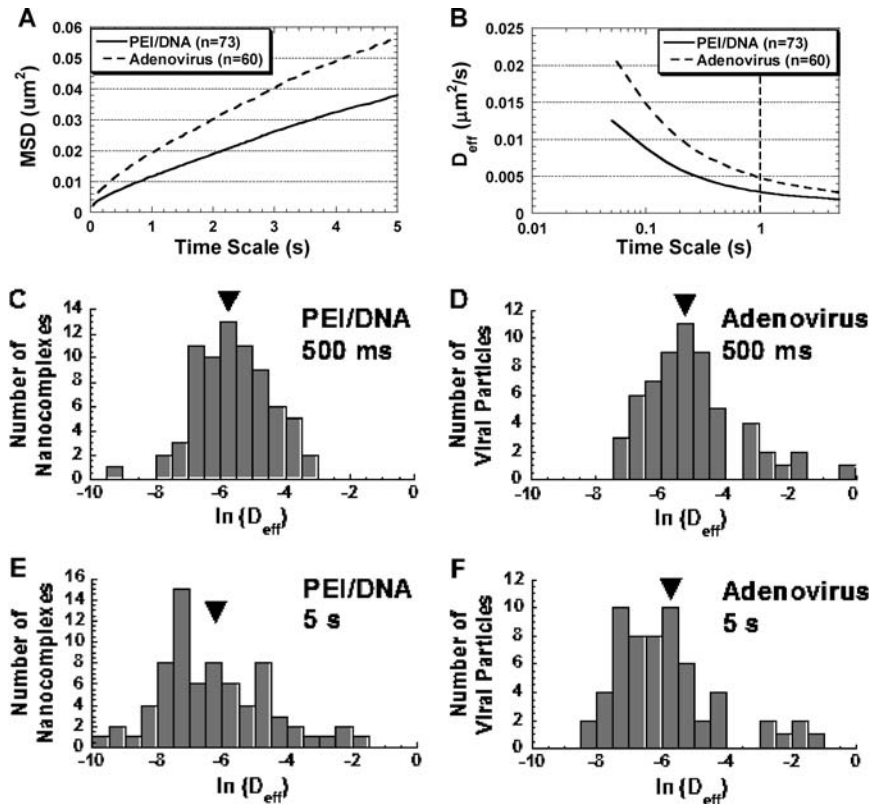 A
PEI/DNA (n=73)
Adenovirus (n=60)
MSD (um²)
0.06
0.05
0.04
0.03
0.02
0.01
0
0 1 2 3 4 5
Time Scale (s)
B
PEI/DNA (n=73)
Adenovirus (n=60)
D_eff (µm²/s)
0.025
0.02
0.015
0.01
0.005
0
0.01 0.1 1
Time Scale (s)
C
PEI/DNA
500 ms
Number of
Nanocomplexes
14
12
10
8
6
4
2
0
-10 -8 -6 -4 -2 0
ln {D_eff}
D
Adenovirus
500 ms
Number of
Viral Particles
12
10
8
6
4
2
0
-10 -8 -6 -4 -2 0
ln {D_eff}
E
PEI/DNA
5 s
Number of
Nanocomplexes
16
14
12
10
8
6
4
2
0
-10 -8 -6 -4 -2 0
ln {D_eff}
F
Adenovirus
5 s
Number of
Viral Particles
12
10
8
6
4
2
0
-10 -8 -6 -4 -2 0
ln {D_eff}